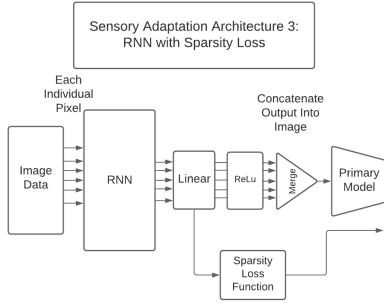 Sensory Adaptation Architecture 3:
RNN with Sparsity Loss
Each
Individual
Pixel
Concatenate
Output Into
Image
Image
Data
RNN
Linear
ReLu
Merge
Primary
Model
Sparsity
Loss
Function